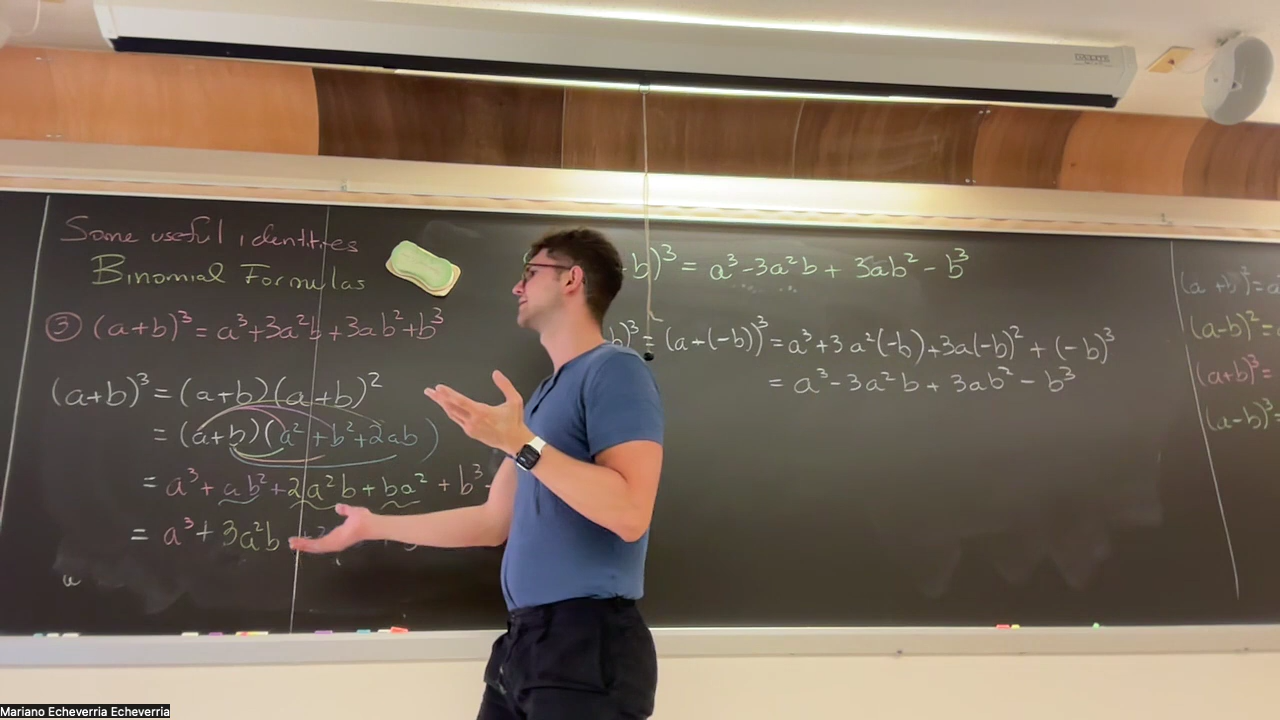 Some useful identites
Binomial Formulas
③ (a+b)³ = a³+3a²b+3ab²+b³
(a+b)³ = (a+b)(a+b)²
= (a+b)(a²+b²+2ab)
= a³+ab²+2a²b+ba²+b³
= a³+3a²b
b)³ = a³-3a²b+3ab²-b³
b)³ = (a+(-b))³ = a³+3a²(-b)+3a(-b)²+(-b)³
= a³-3a²b+3ab²-b³
(a+b)² = a
(a-b)² =
(a+b)³ =
(a-b)³ =
Mariano Echeverria Echeverria